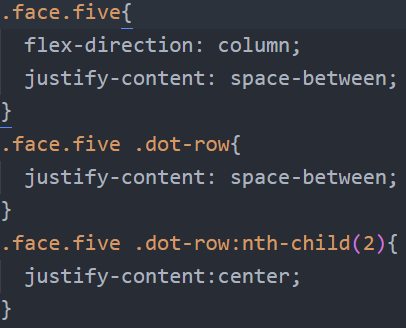 .face.five{
flex-direction: column;
justify-content: space-between;
}
.face.five .dot-row{
justify-content: space-between;
}
.face.five .dot-row:nth-child(2){
justify-content:center;
}